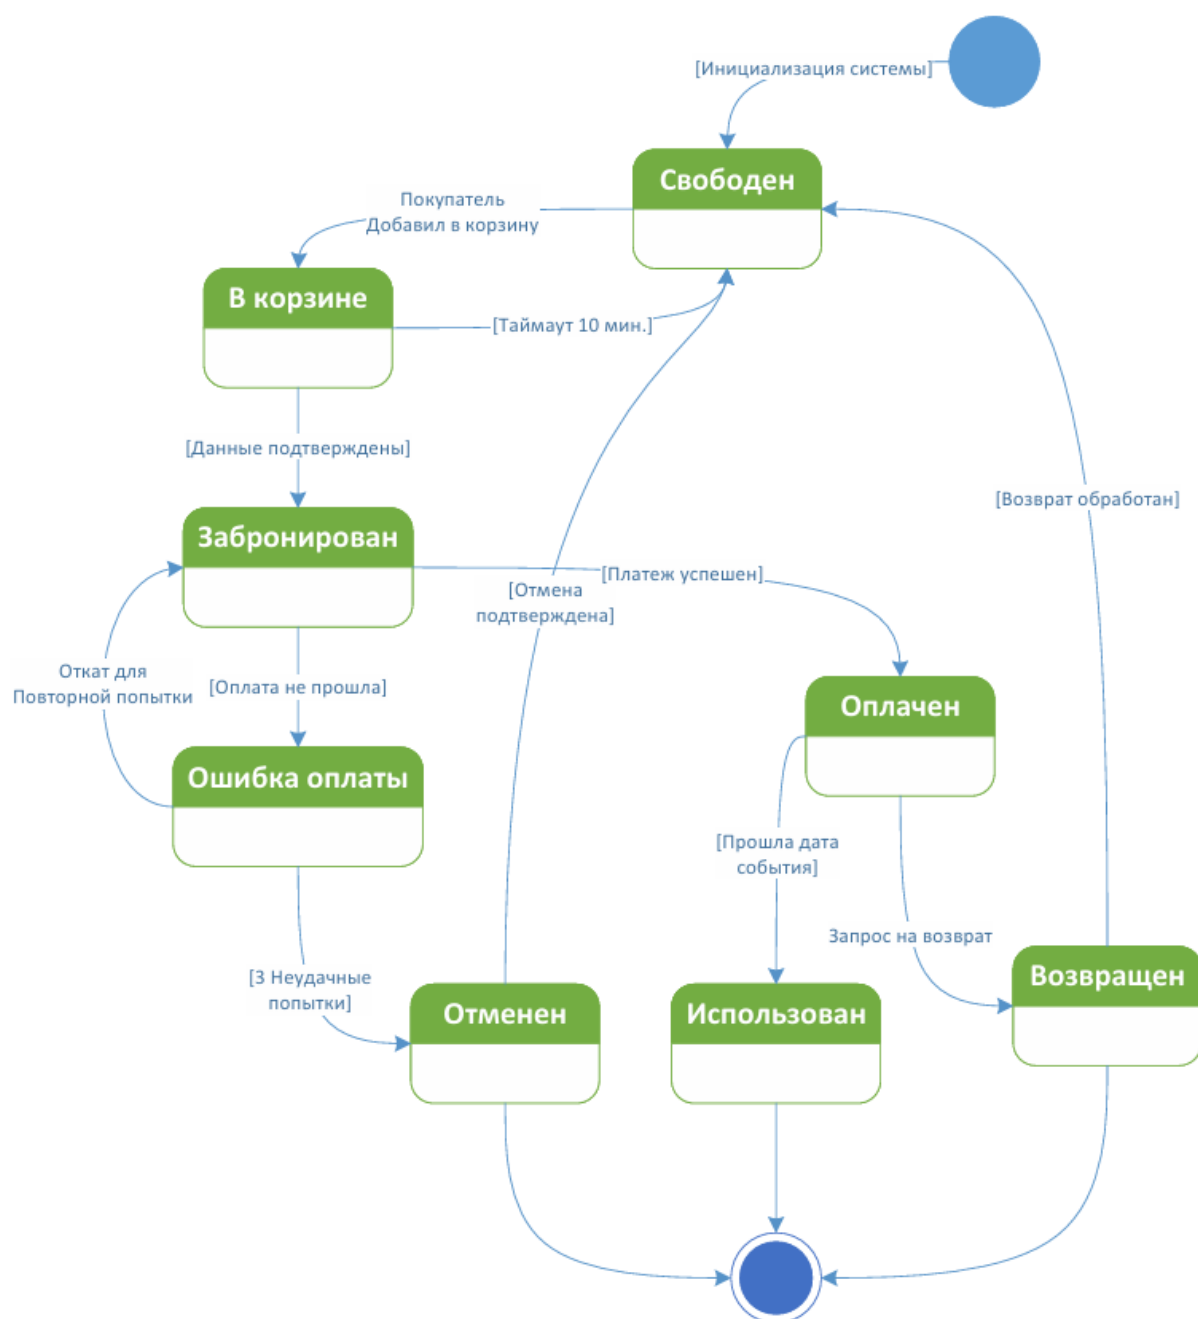 [Инициализация системы]
Свободен
Покупатель
Добавил в корзину
В корзине
[Таймаут 10 мин.]
[Данные подтверждены]
[Возврат обработан]
Забронирован
[Платеж успешен]
[Отмена
подтверждена]
Откат для
Повторной попытки
[Оплата не прошла]
Оплачен
Ошибка оплаты
[Прошла дата
события]
Запрос на возврат
[3 Неудачные
попытки]
Возвращен
Отменен
Использован